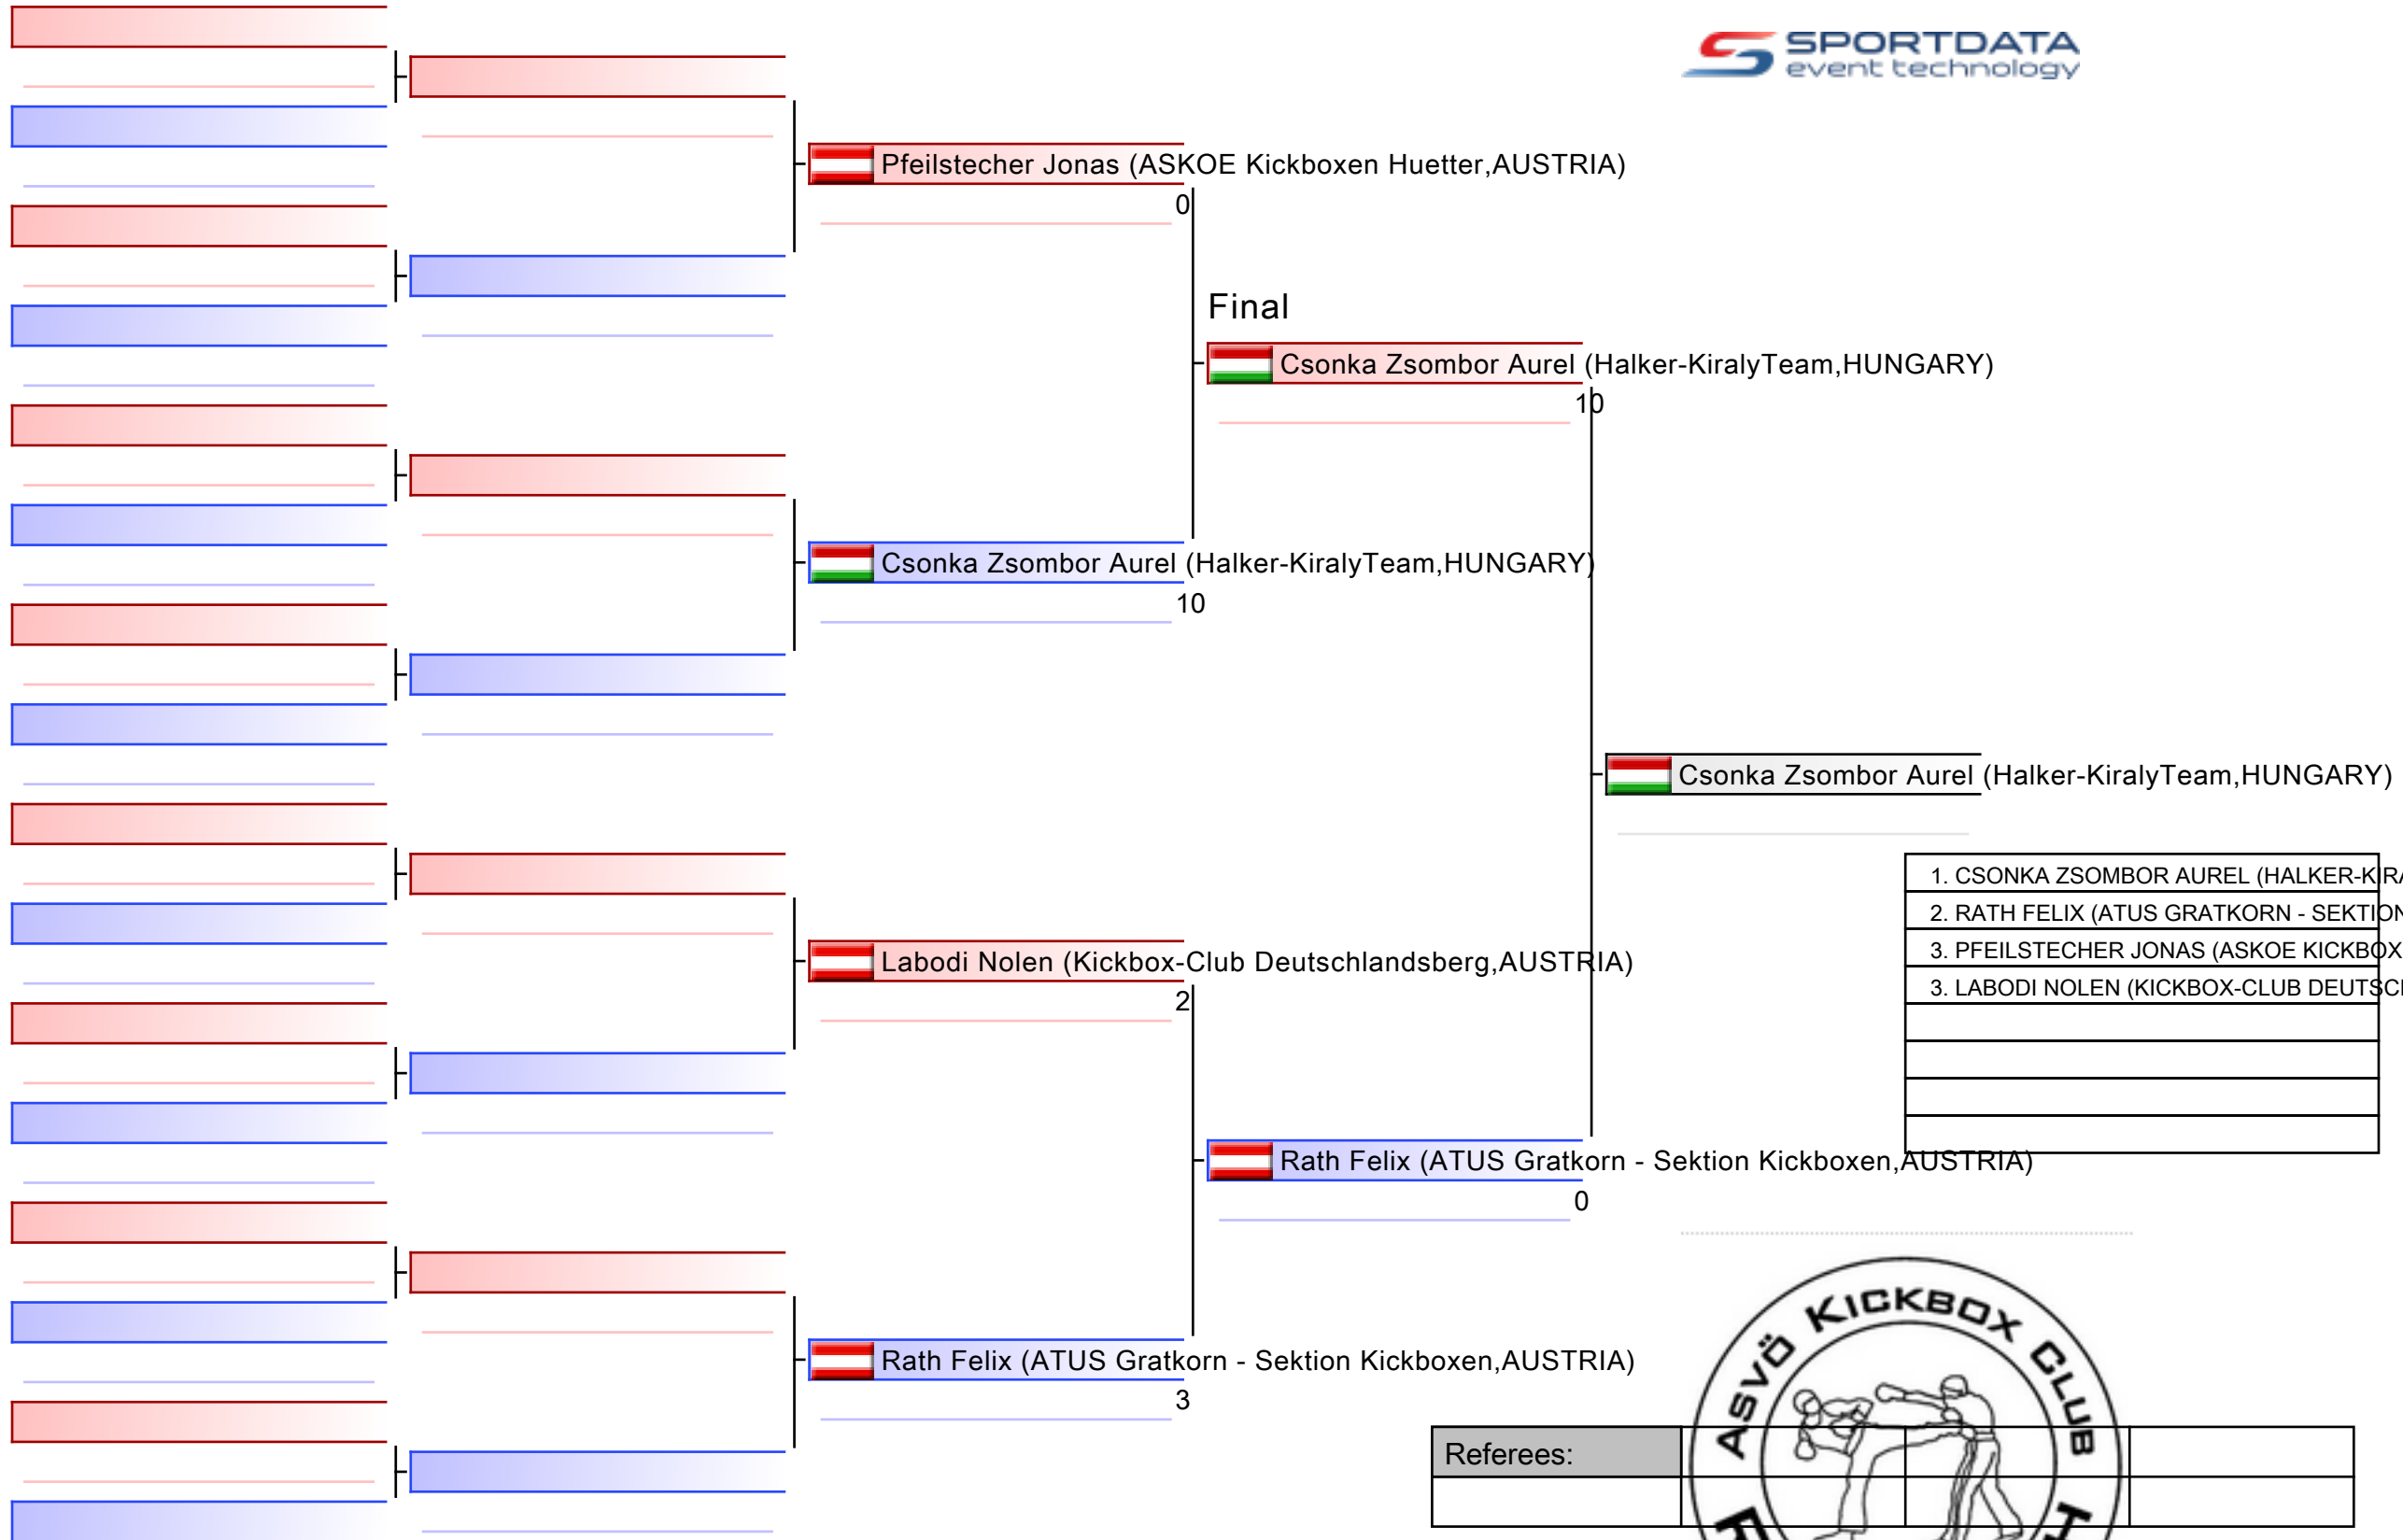 SPORTDATA
event technology
Pfeilstecher Jonas (ASKOE Kickboxen Huetter,AUSTRIA)
0
Final
Csonka Zsombor Aurel (Halker-KiralyTeam,HUNGARY)
10
Csonka Zsombor Aurel (Halker-KiralyTeam,HUNGARY)
10
Csonka Zsombor Aurel (Halker-KiralyTeam,HUNGARY)
1. CSONKA ZSOMBOR AUREL (HALKER-KIRA
2. RATH FELIX (ATUS GRATKORN - SEKTION
3. PFEILSTECHER JONAS (ASKOE KICKBOX
3. LABODI NOLEN (KICKBOX-CLUB DEUTSC
Labodi Nolen (Kickbox-Club Deutschlandsberg,AUSTRIA)
2
Rath Felix (ATUS Gratkorn - Sektion Kickboxen,AUSTRIA)
0
Rath Felix (ATUS Gratkorn - Sektion Kickboxen,AUSTRIA)
3
ASVÖ KICKBOX CLUB
Referees: